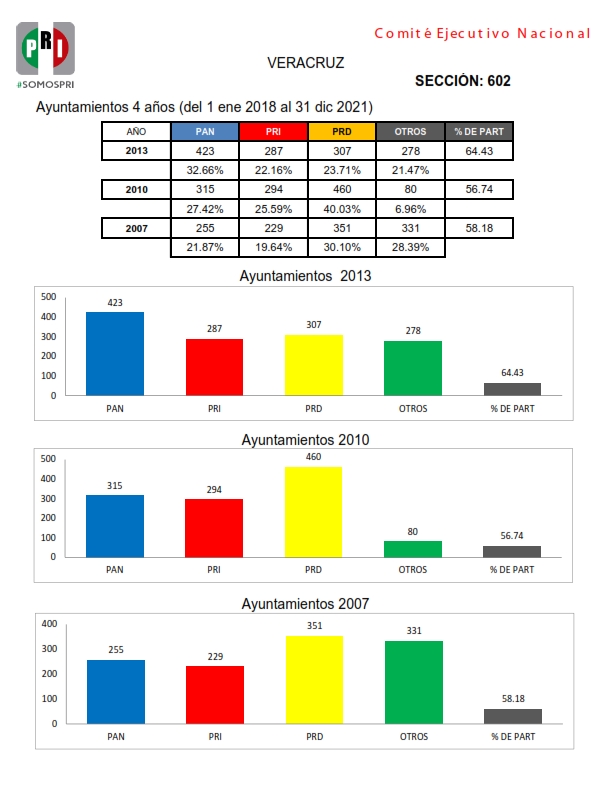 Comité Ejecutivo Nacional
PRI
#SOMOSPRI
VERACRUZ
SECCIÓN: 602
Ayuntamientos 4 años (del 1 ene 2018 al 31 dic 2021)
AÑO PAN PRI PRD OTROS % DE PART
2013 423 287 307 278 64.43
32.66% 22.16% 23.71% 21.47%
2010 315 294 460 80 56.74
27.42% 25.59% 40.03% 6.96%
2007 255 229 351 331 58.18
21.87% 19.64% 30.10% 28.39%
Ayuntamientos 2013
500
400
300
200
100
0
423 287 307 278 64.43
PAN PRI PRD OTROS % DE PART
Ayuntamientos 2010
500
400
300
200
100
0
315 294 460 80 56.74
PAN PRI PRD OTROS % DE PART
Ayuntamientos 2007
400
300
200
100
0
255 229 351 331 58.18
PAN PRI PRD OTROS % DE PART